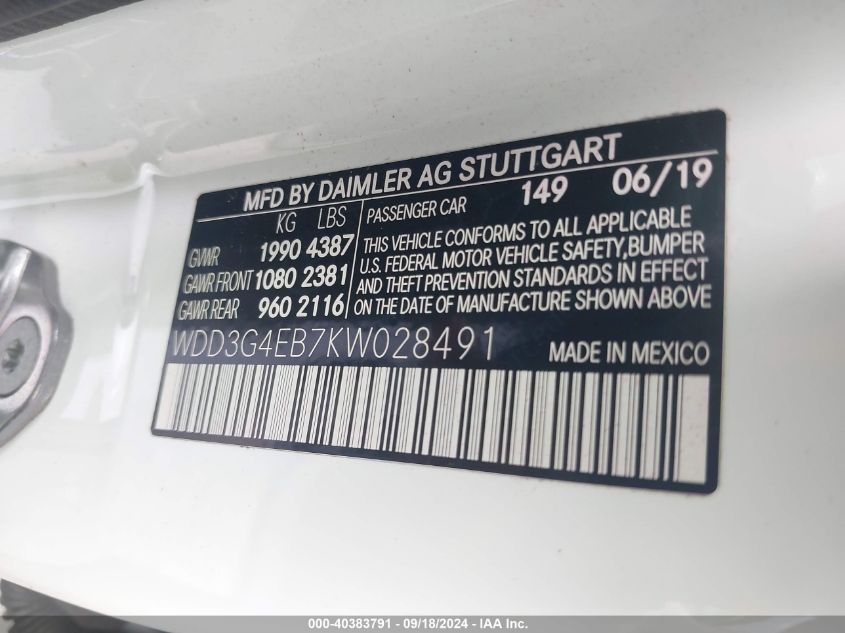 MFD BY DAIMLER AG STUTTGART
KG LBS
GVWR 1990 4387
GAWR FRONT 1080 2381
GAWR REAR 960 2116
PASSENGER CAR 149 06/19
THIS VEHICLE CONFORMS TO ALL APPLICABLE
U.S. FEDERAL MOTOR VEHICLE SAFETY, BUMPER
AND THEFT PREVENTION STANDARDS IN EFFECT
ON THE DATE OF MANUFACTURE SHOWN ABOVE
WDD3G4EB7KW028491
MADE IN MEXICO
000-40383791 - 09/18/2024 - IAA Inc.